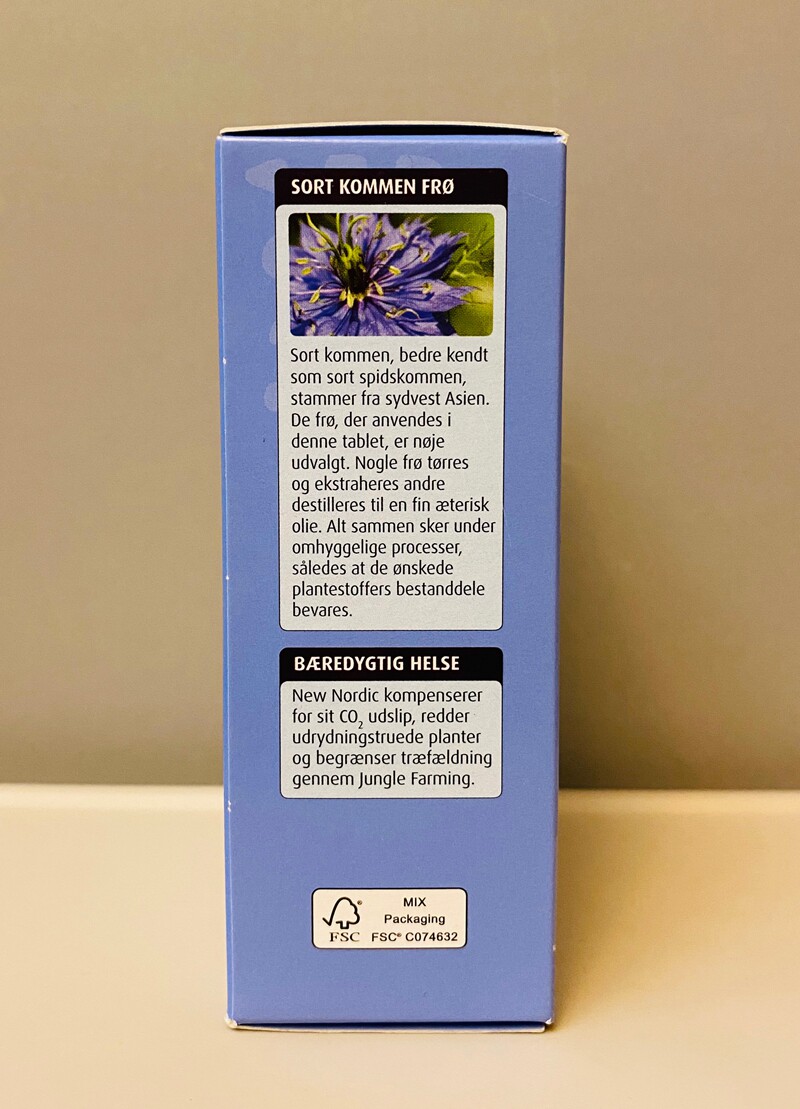 SORT KOMMEN FRØ
Sort kommen, bedre kendt
som sort spidskommen,
stammer fra sydvest Asien.
De frø, der anvendes i
denne tablet, er nøje
udvalgt. Nogle frø tørres
og ekstraheres andre
destilleres til en fin æterisk
olie. Alt sammen sker under
omhyggelige processer,
således at de ønskede
plantestoffers bestanddele
bevares.
BÆREDYGTIG HELSE
New Nordic kompenserer
for sit CO₂ udslip, redder
udrydningstruede planter
og begrænser træfældning
gennem Jungle Farming.
MIX
Packaging
FSC® C074632
®
FSC